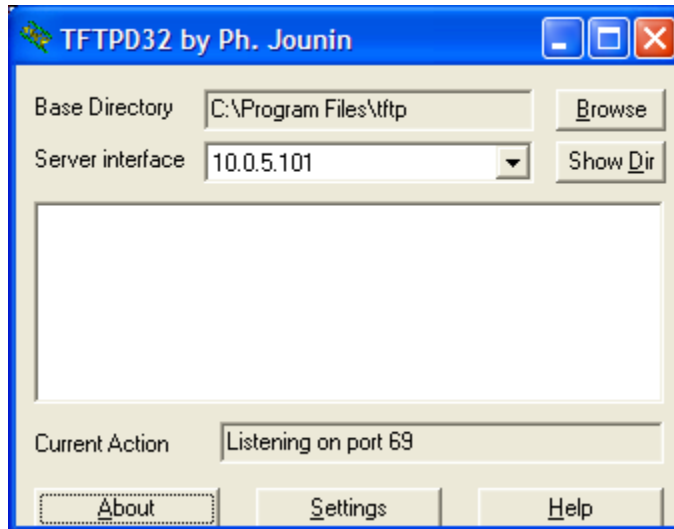 TFTPD32 by Ph. Jounin
Base Directory C:\Program Files\tftp Browse
Server interface 10.0.5.101 Show Dir
Current Action Listening on port 69
About Settings Help